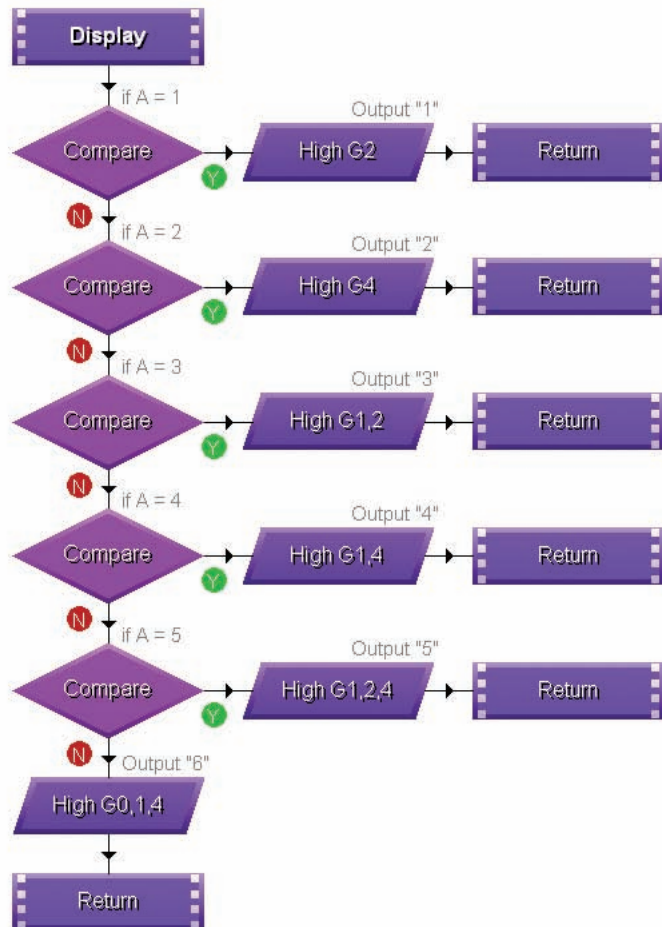 Display
if A = 1
Output "1"
Compare
High G2
Return
Y
N
if A = 2
Output "2"
Compare
High G4
Return
Y
N
if A = 3
Output "3"
Compare
High G1,2
Return
Y
N
if A = 4
Output "4"
Compare
High G1,4
Return
Y
N
if A = 5
Output "5"
Compare
High G1,2,4
Return
Y
N
Output "6"
High G0,1,4
Return